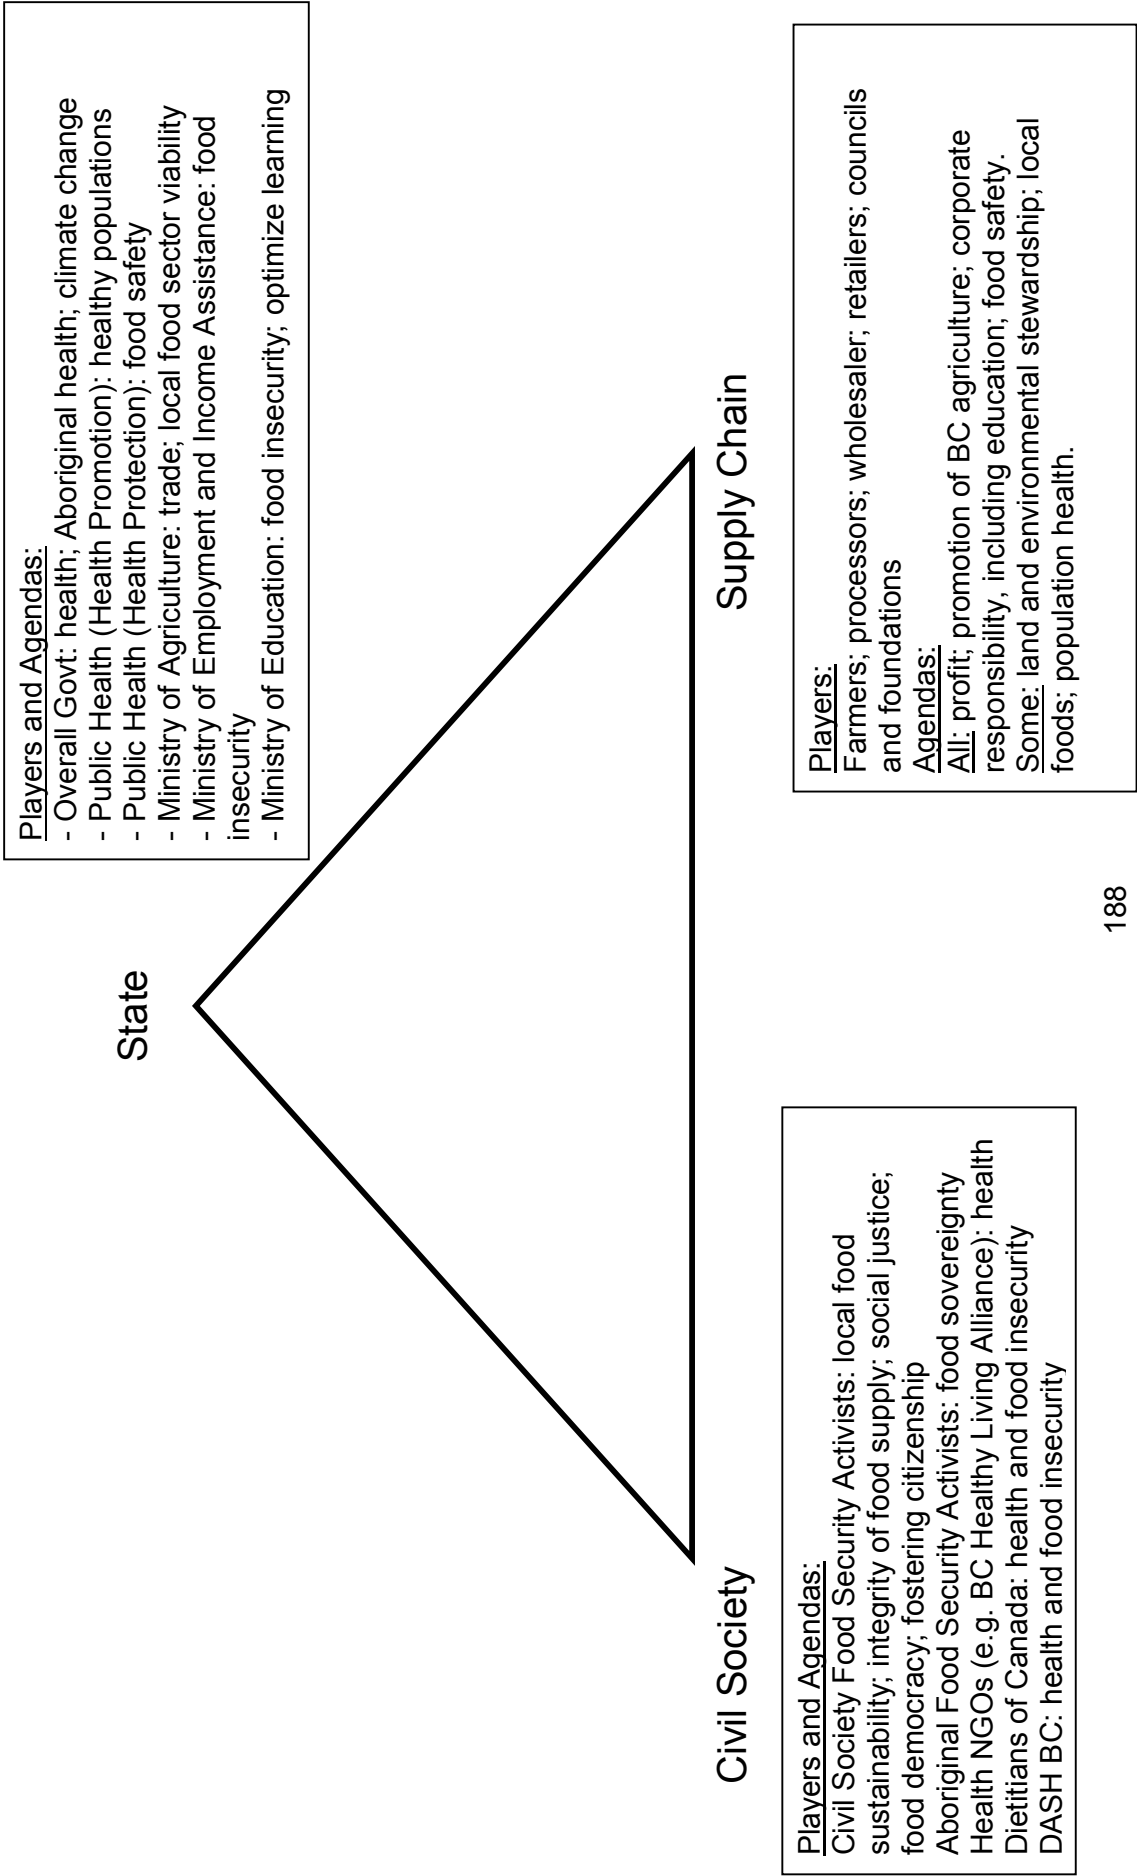 Players and Agendas:
- Overall Govt: health; Aboriginal health; climate change
- Public Health (Health Promotion): healthy populations
- Public Health (Health Protection): food safety
- Ministry of Agriculture: trade; local food sector viability
- Ministry of Employment and Income Assistance: food
insecurity
- Ministry of Education: food insecurity; optimize learning
State
Civil Society
Supply Chain
Players and Agendas:
Civil Society Food Security Activists: local food
sustainability; integrity of food supply; social justice;
food democracy; fostering citizenship
Aboriginal Food Security Activists: food sovereignty
Health NGOs (e.g. BC Healthy Living Alliance): health
Dietitians of Canada: health and food insecurity
DASH BC: health and food insecurity
Players:
Farmers; processors; wholesaler; retailers; councils
and foundations
Agendas:
All: profit; promotion of BC agriculture; corporate
responsibility, including education; food safety.
Some: land and environmental stewardship; local
foods; population health.
188